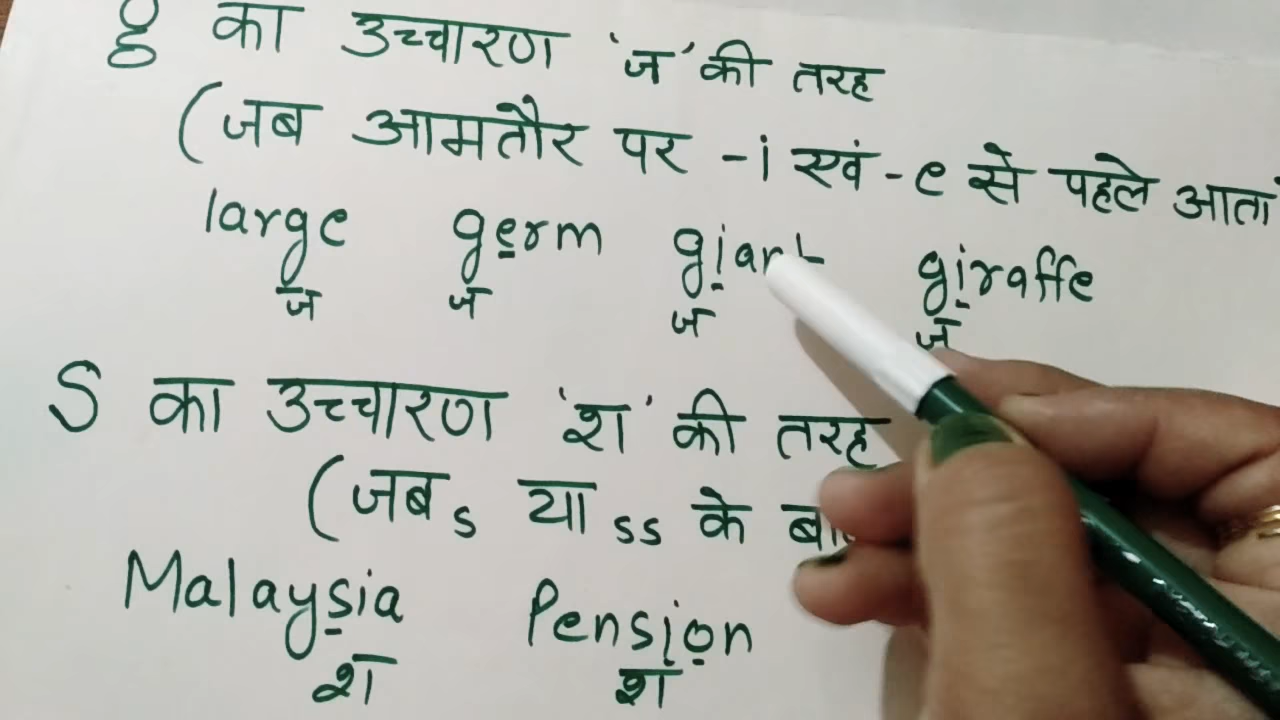 g का उच्चारण 'ज' की तरह
(जब आमतौर पर -i एवं -e से पहले आता
large germ giant giraffe
ज ज ज ज
S का उच्चारण 'श' की तरह
(जब s या ss के
Malaysia Pension
श श